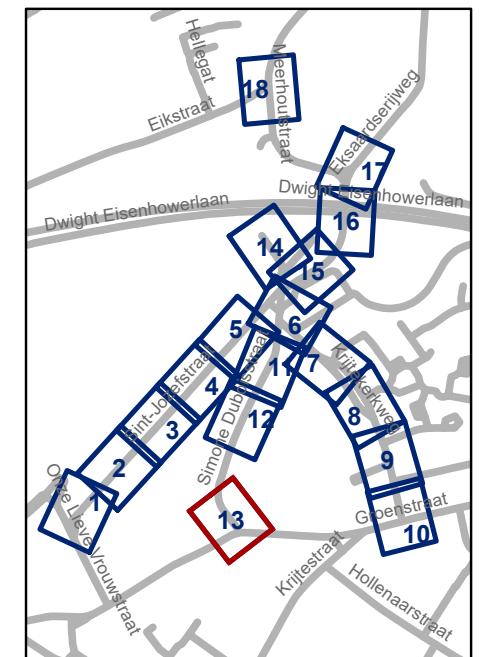 Hellegat
Meerhoutstraat
18
Eikstraat
Eksaardserijweg
17
Dwight Eisenhowerlaan
Dwight Eisenhowerlaan
16
14
15
6
5
11
7
Krijtekerkweg
Sint-Jozefstraat
4
Simone Dubrusstraat
8
12
3
9
2
Onze Lieve Vrouwstraat
1
13
Groenstraat
10
Krijtestraat
Hollenaarstraat